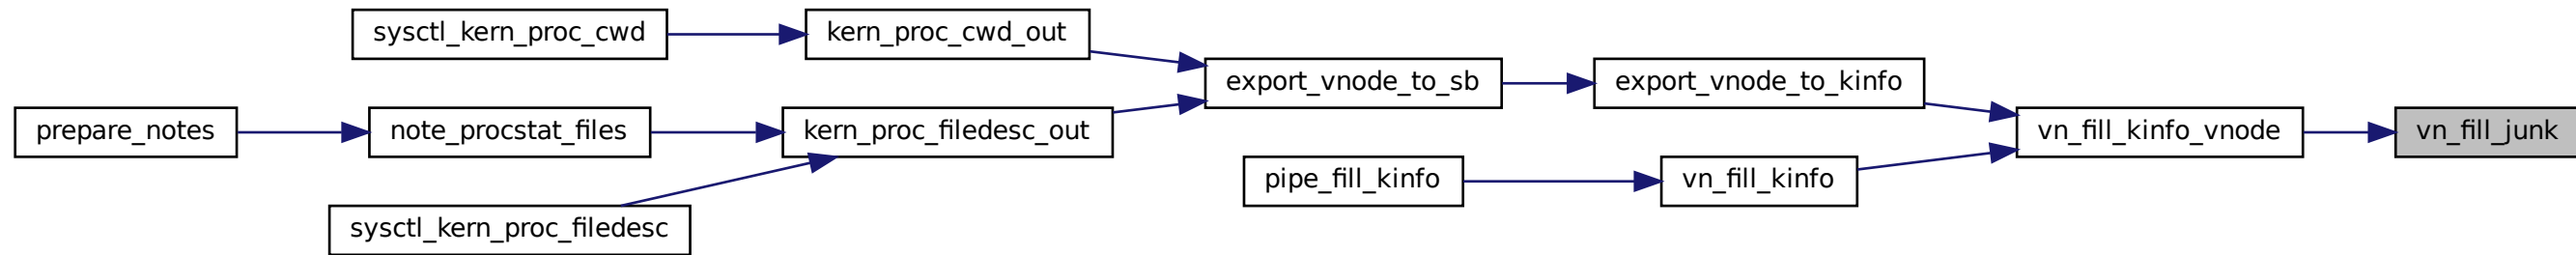 sysctl_kern_proc_cwd
kern_proc_cwd_out
export_vnode_to_sb
export_vnode_to_kinfo
prepare_notes
note_procstat_files
kern_proc_filedesc_out
vn_fill_kinfo_vnode
vn_fill_junk
pipe_fill_kinfo
vn_fill_kinfo
sysctl_kern_proc_filedesc